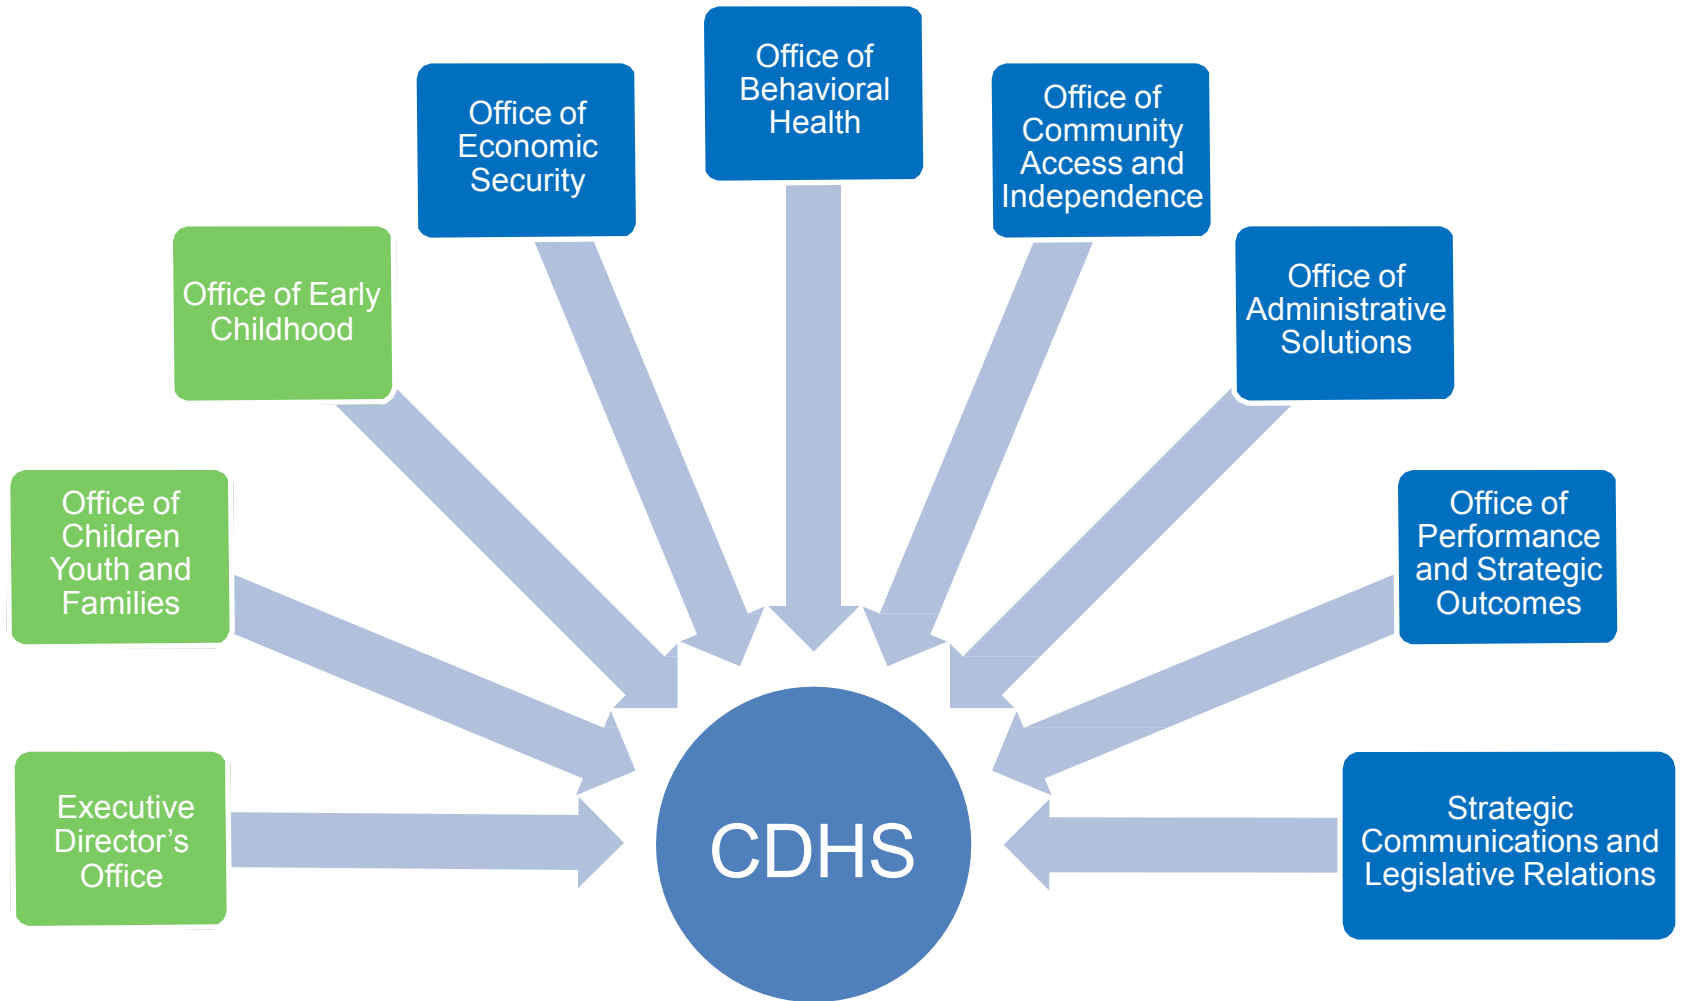 Office of
Behavioral
Health
Office of
Economic
Security
Office of
Community
Access and
Independence
Office of Early
Childhood
Office of
Administrative
Solutions
Office of
Children
Youth and
Families
Office of
Performance
and Strategic
Outcomes
Executive
Director’s
Office
CDHS
Strategic
Communications and
Legislative Relations